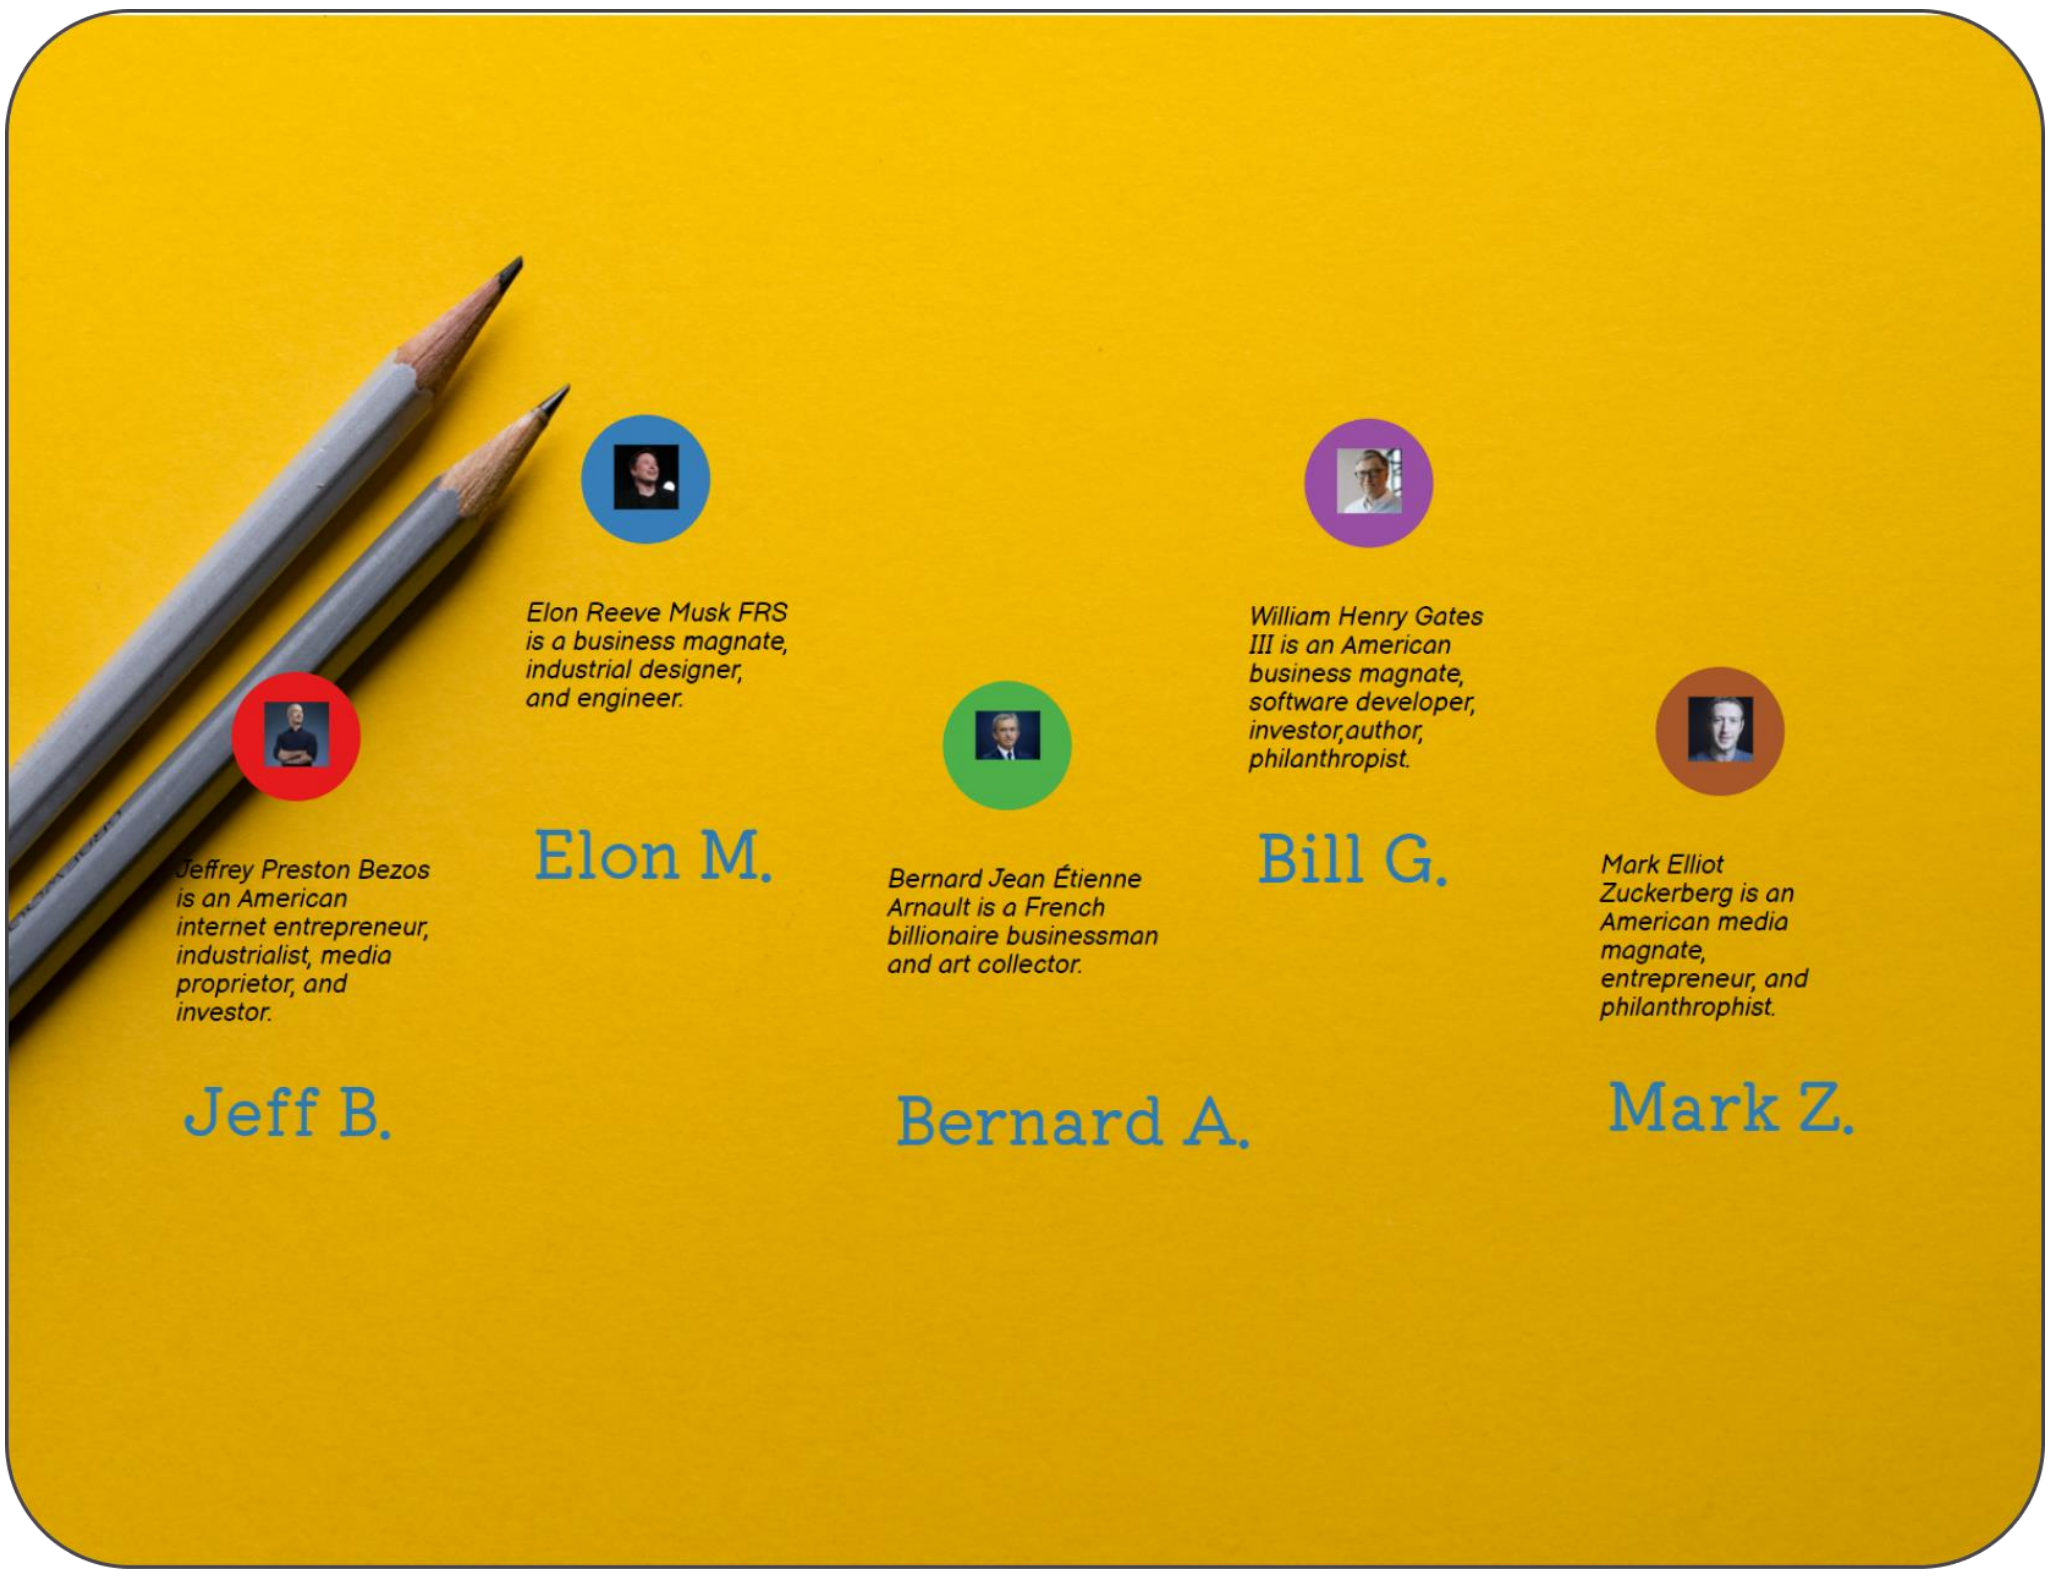 Elon Reeve Musk FRS
is a business magnate,
industrial designer,
and engineer.
Elon M.
William Henry Gates
III is an American
business magnate,
software developer,
investor,author,
philanthropist.
Bill G.
Jeffrey Preston Bezos
is an American
internet entrepreneur,
industrialist, media
proprietor, and
investor.
Jeff B.
Bernard Jean Étienne
Arnault is a French
billionaire businessman
and art collector.
Bernard A.
Mark Elliot
Zuckerberg is an
American media
magnate,
entrepreneur, and
philanthrophist.
Mark Z.